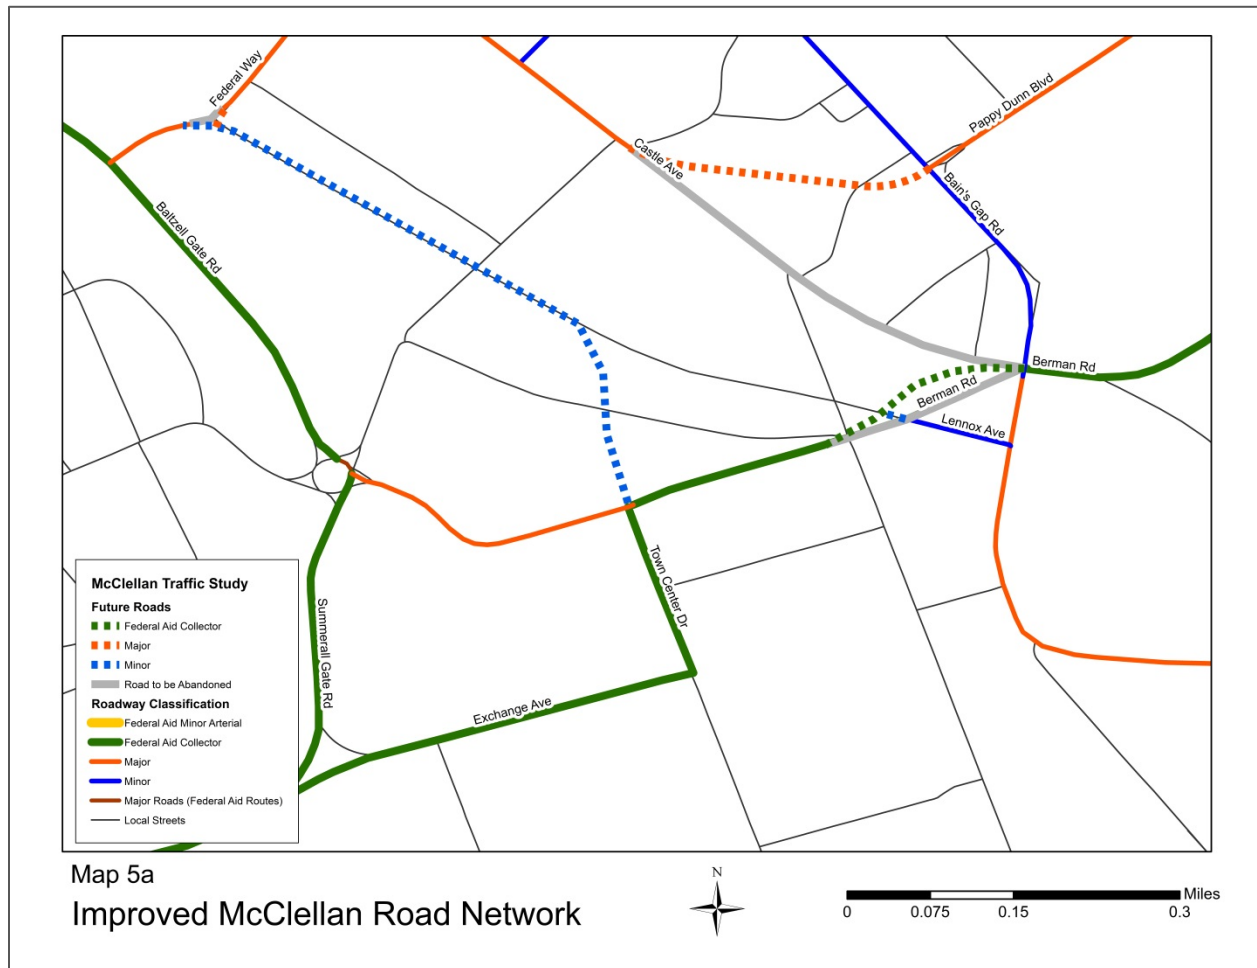 Federal Way
Pappy Dunn Blvd
Castle Ave
Bain's Gap Rd
Baltzell Gate Rd
Berman Rd
Berman Rd
Lennox Ave
Town Center Dr
Summerall Gate Rd
Exchange Ave
McClellan Traffic Study
Future Roads
Federal Aid Collector
Major
Minor
Road to be Abandoned
Roadway Classification
Federal Aid Minor Arterial
Federal Aid Collector
Major
Minor
Major Roads (Federal Aid Routes)
Local Streets
Map 5a
Improved McClellan Road Network
N
Miles
0 0.075 0.15 0.3